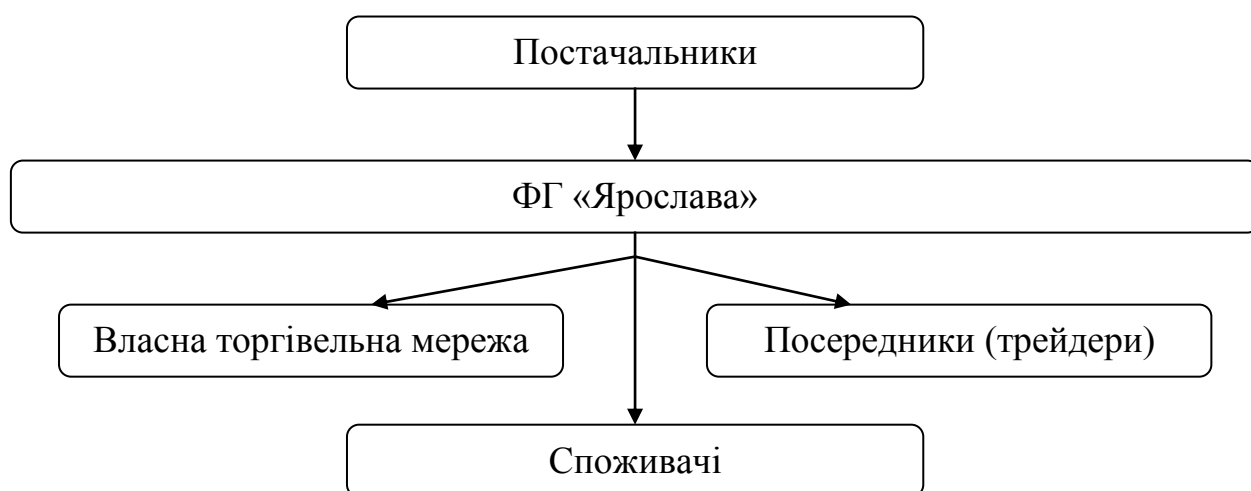 Постачальники
ФГ «Ярослава»
Власна торгівельна мережа
Посередники (трейдери)
Споживачі